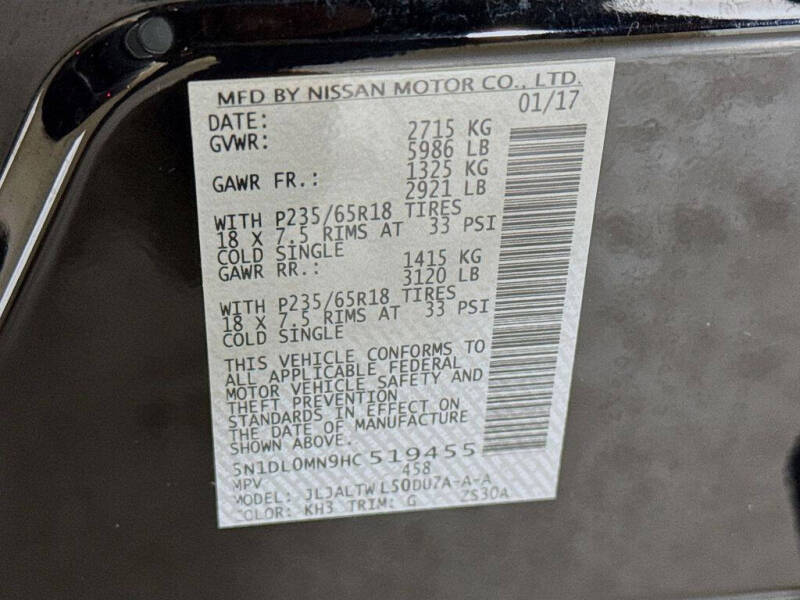 MFD BY NISSAN MOTOR CO., LTD.
DATE: 01/17
GVWR: 2715 KG
5986 LB
GAWR FR.: 1325 KG
2921 LB
WITH P235/65R18 TIRES
18 X 7.5 RIMS AT 33 PSI
COLD SINGLE
GAWR RR.: 1415 KG
3120 LB
WITH P235/65R18 TIRES
18 X 7.5 RIMS AT 33 PSI
COLD SINGLE
THIS VEHICLE CONFORMS TO
ALL APPLICABLE FEDERAL
MOTOR VEHICLE SAFETY AND
THEFT PREVENTION
STANDARDS IN EFFECT ON
THE DATE OF MANUFACTURE
SHOWN ABOVE.
5N1DL0MN9HC519455
MPV 458
MODEL: JLJALTWL50DUZA-A-A
COLOR: KH3 TRIM: G ZS30A